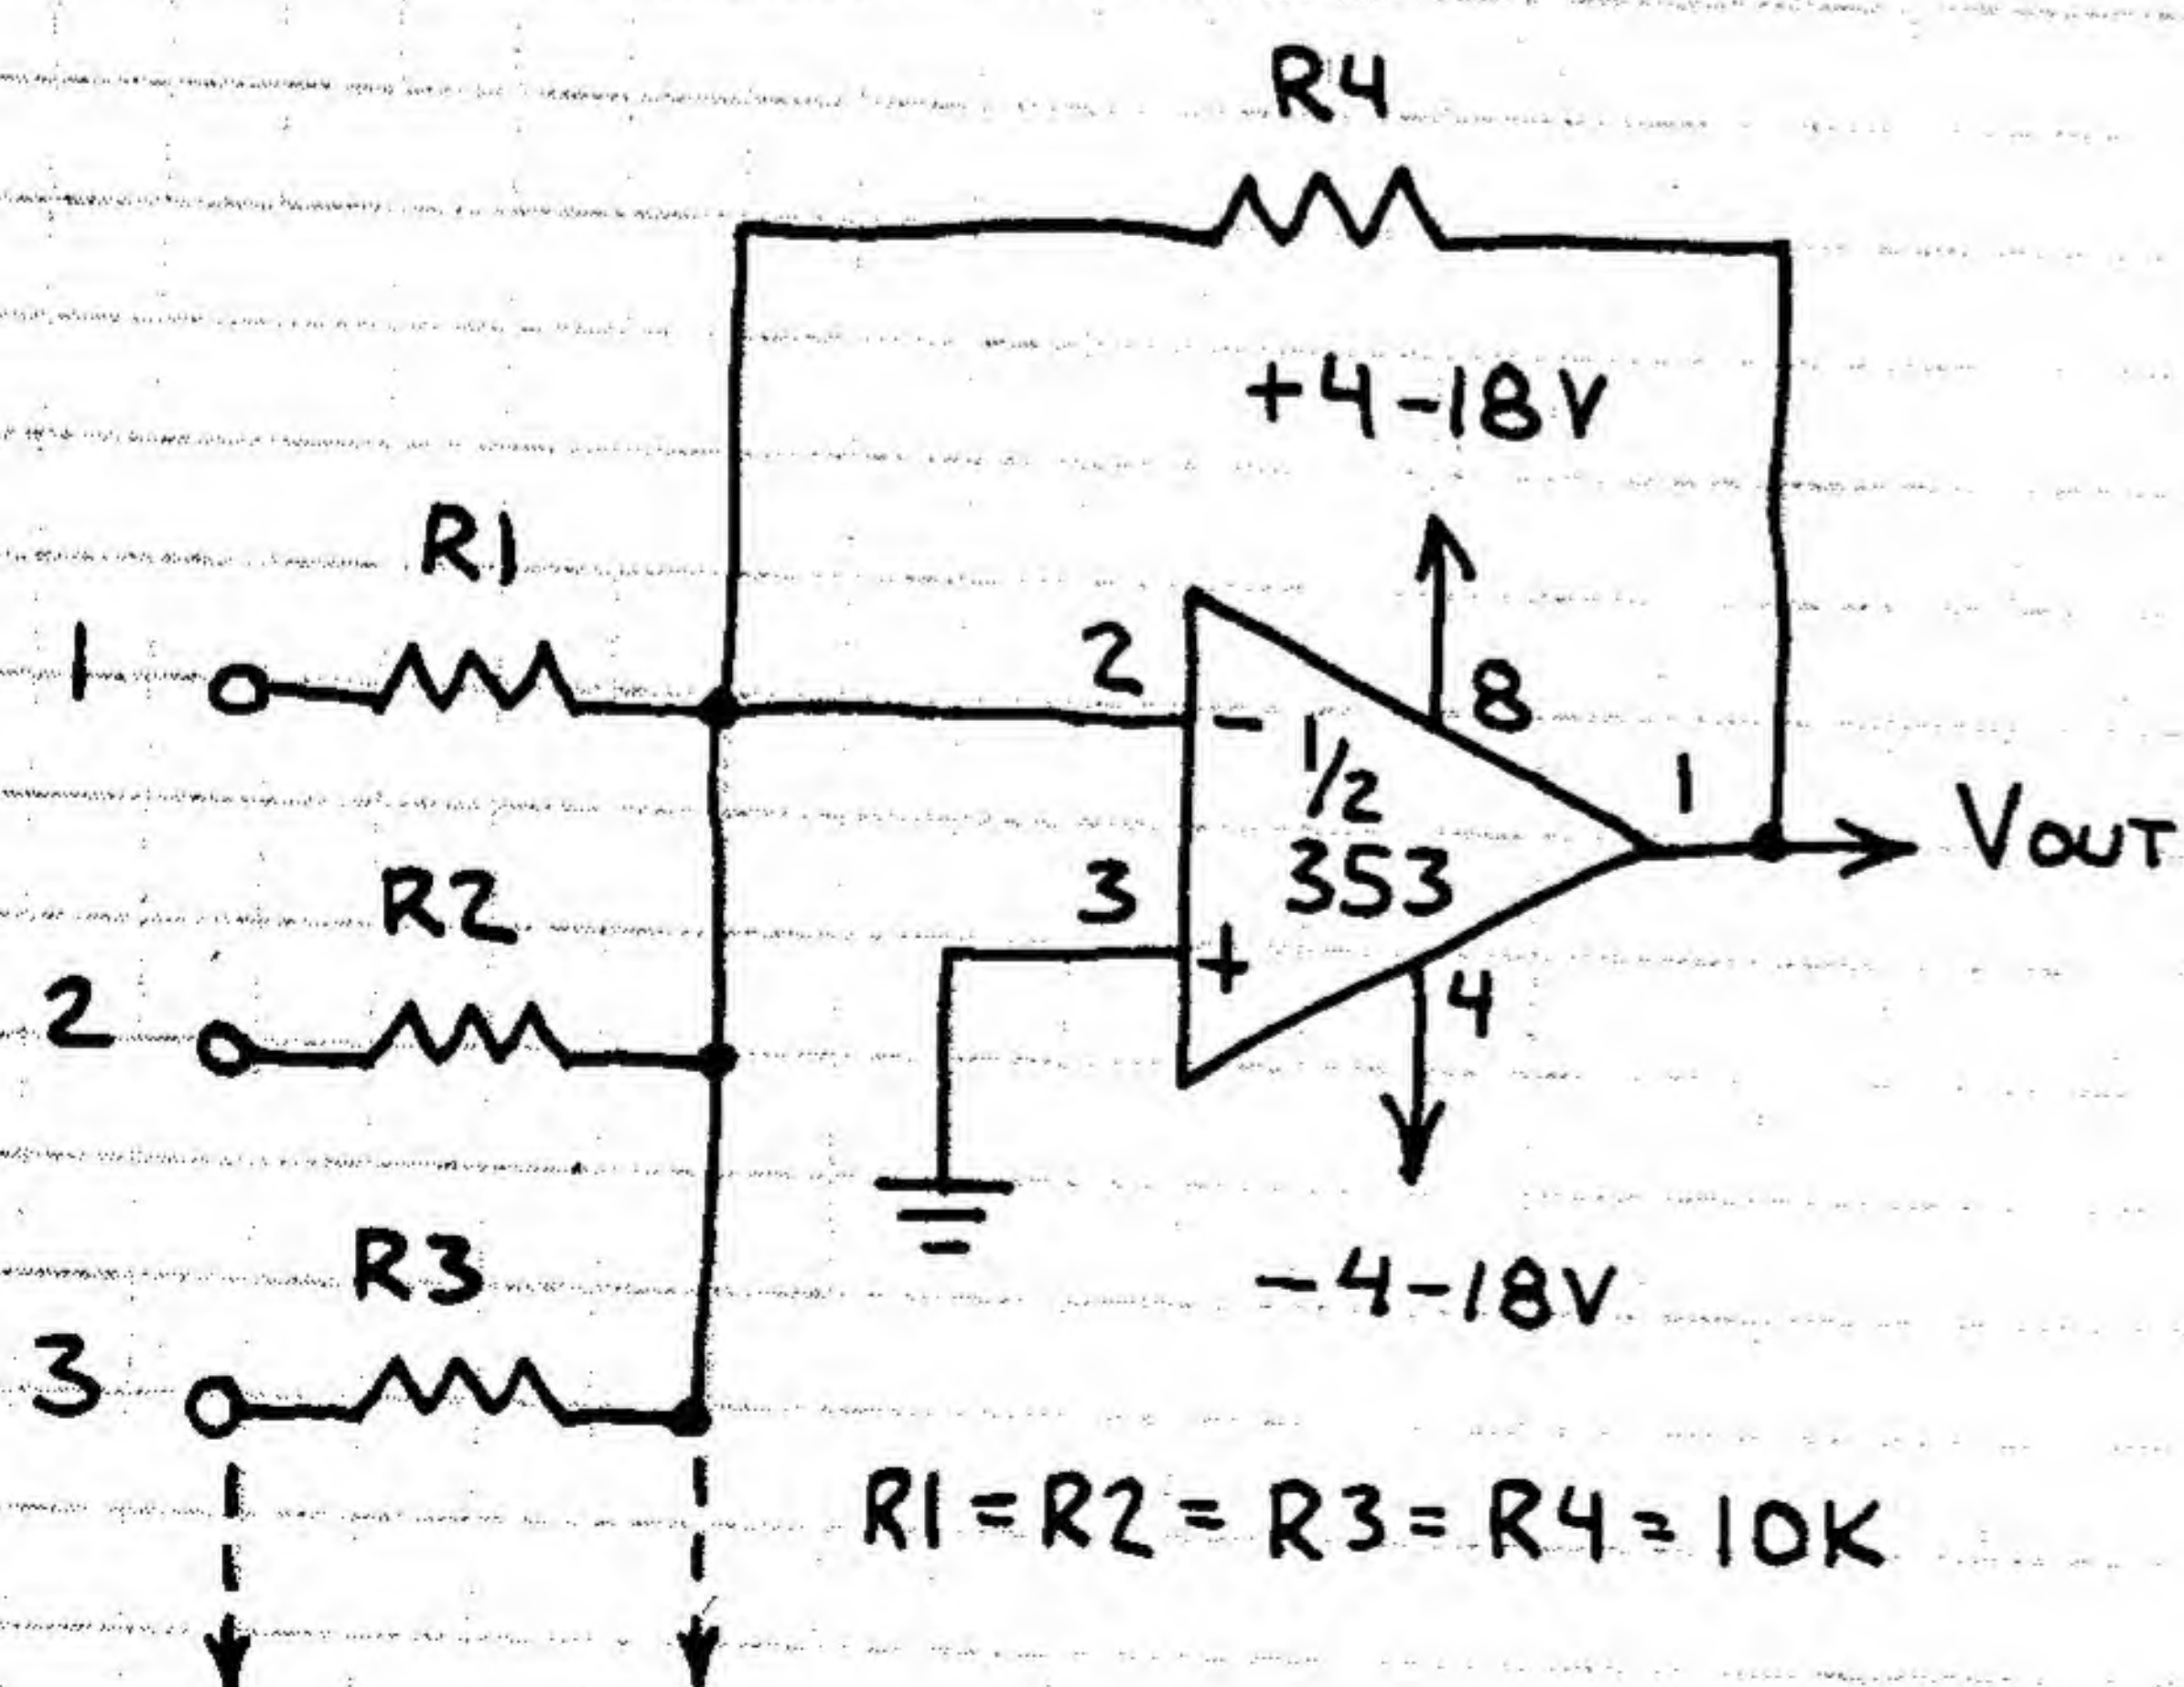 R4
+4-18V
R1
1
2
8
- 1/2
1
353
VOUT
R2
3
+
2
4
R3
-4-18V
3
R1=R2=R3=R4=10K